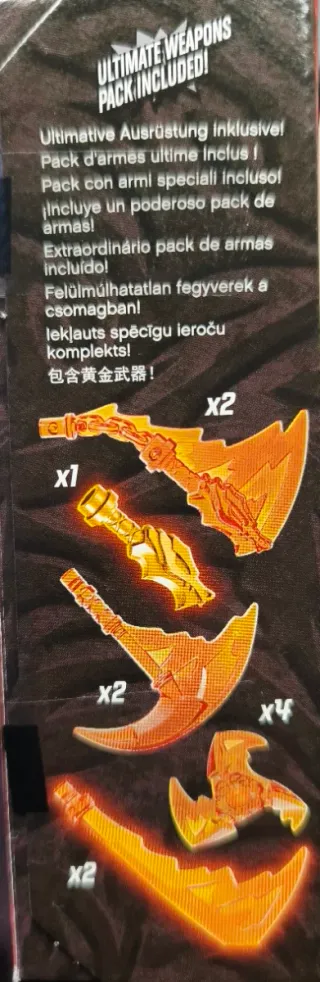 ULTIMATE WEAPONS
PACK INCLUDED!
Ultimative Ausrüstung inklusive!
Pack d'armes ultime inclus !
Pack con armi speciali incluso!
¡Incluye un poderoso pack de
armas!
Extraordinário pack de armas
incluído!
Felülmúlhatatlan fegyverek a
csomagban!
Iekļauts spēcīgu ieroču
komplekts!
包含黄金武器！
x2
x1
x2
x4
x2